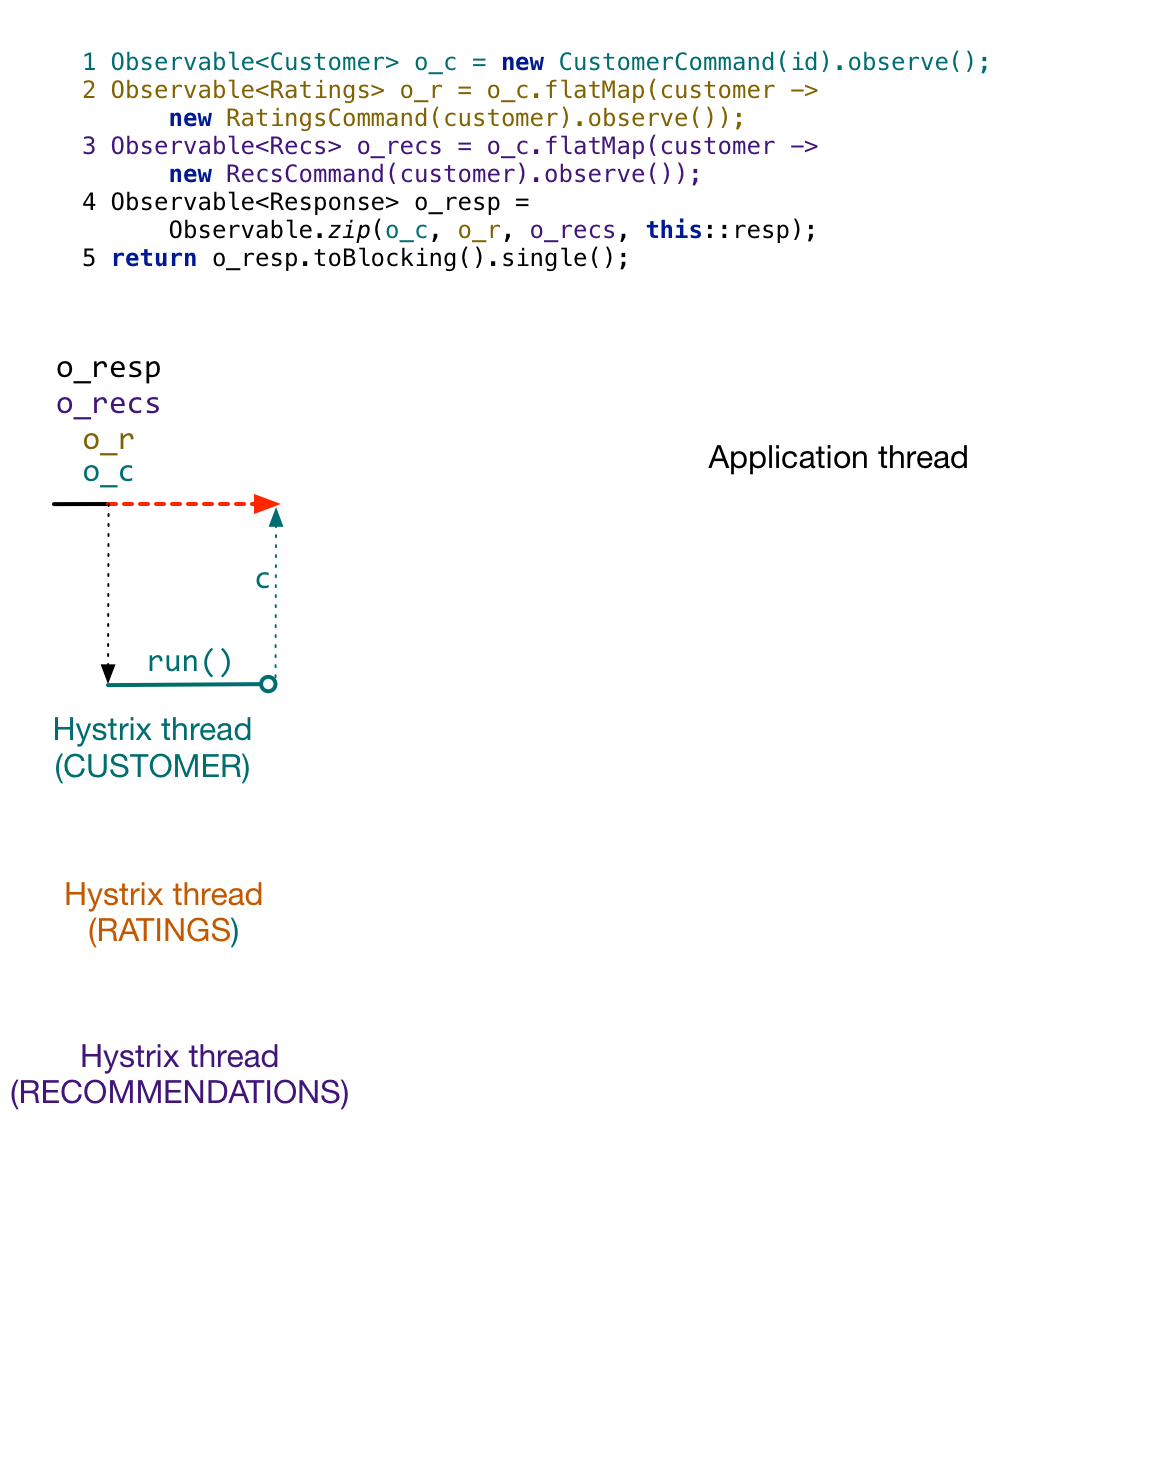 1 Observable<Customer> o_c = new CustomerCommand(id).observe();
2 Observable<Ratings> o_r = o_c.flatMap(customer ->
new RatingsCommand(customer).observe());
3 Observable<Recs> o_recs = o_c.flatMap(customer ->
new RecsCommand(customer).observe());
4 Observable<Response> o_resp =
Observable.zip(o_c, o_r, o_recs, this::resp);
5 return o_resp.toBlocking().single();
o_resp
o_recs
o_r
o_c
Application thread
c
run()
Hystrix thread
(CUSTOMER)
Hystrix thread
(RATINGS)
Hystrix thread
(RECOMMENDATIONS)